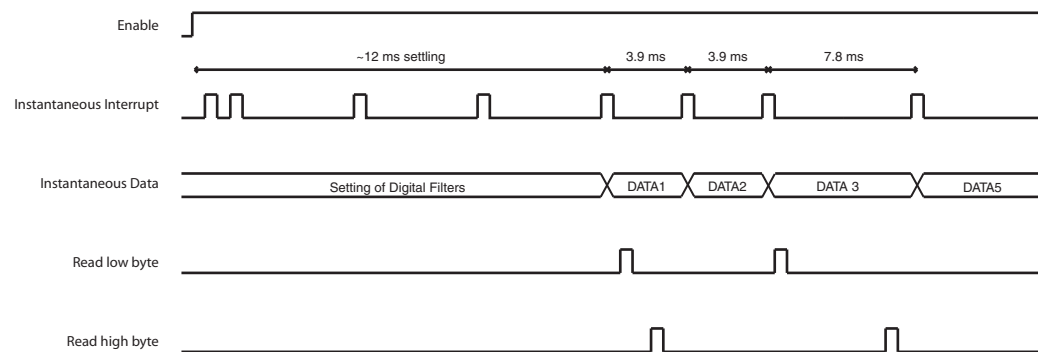 Enable
~12 ms settling 3.9 ms 3.9 ms 7.8 ms
Instantaneous Interrupt
Instantaneous Data Setting of Digital Filters DATA1 DATA2 DATA 3 DATA5
Read low byte
Read high byte